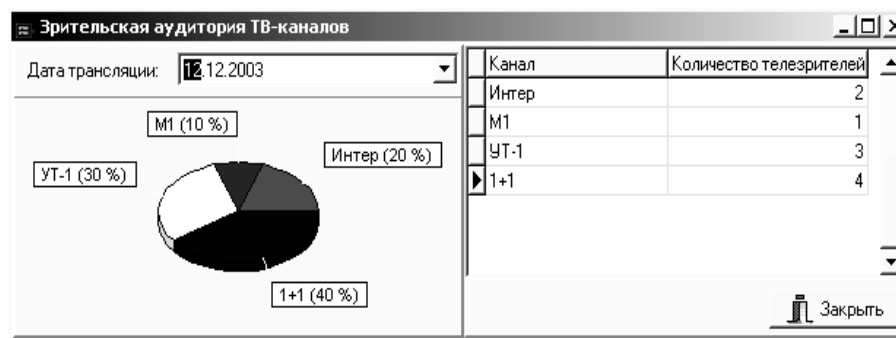 Зрительская аудитория ТВ-каналов
Дата трансляции: 12.12.2003
М1 (10 %)
Интер (20 %)
УТ-1 (30 %)
1+1 (40 %)
Канал Количество телезрителей
Интер 2
М1 1
УТ-1 3
1+1 4
Закрыть